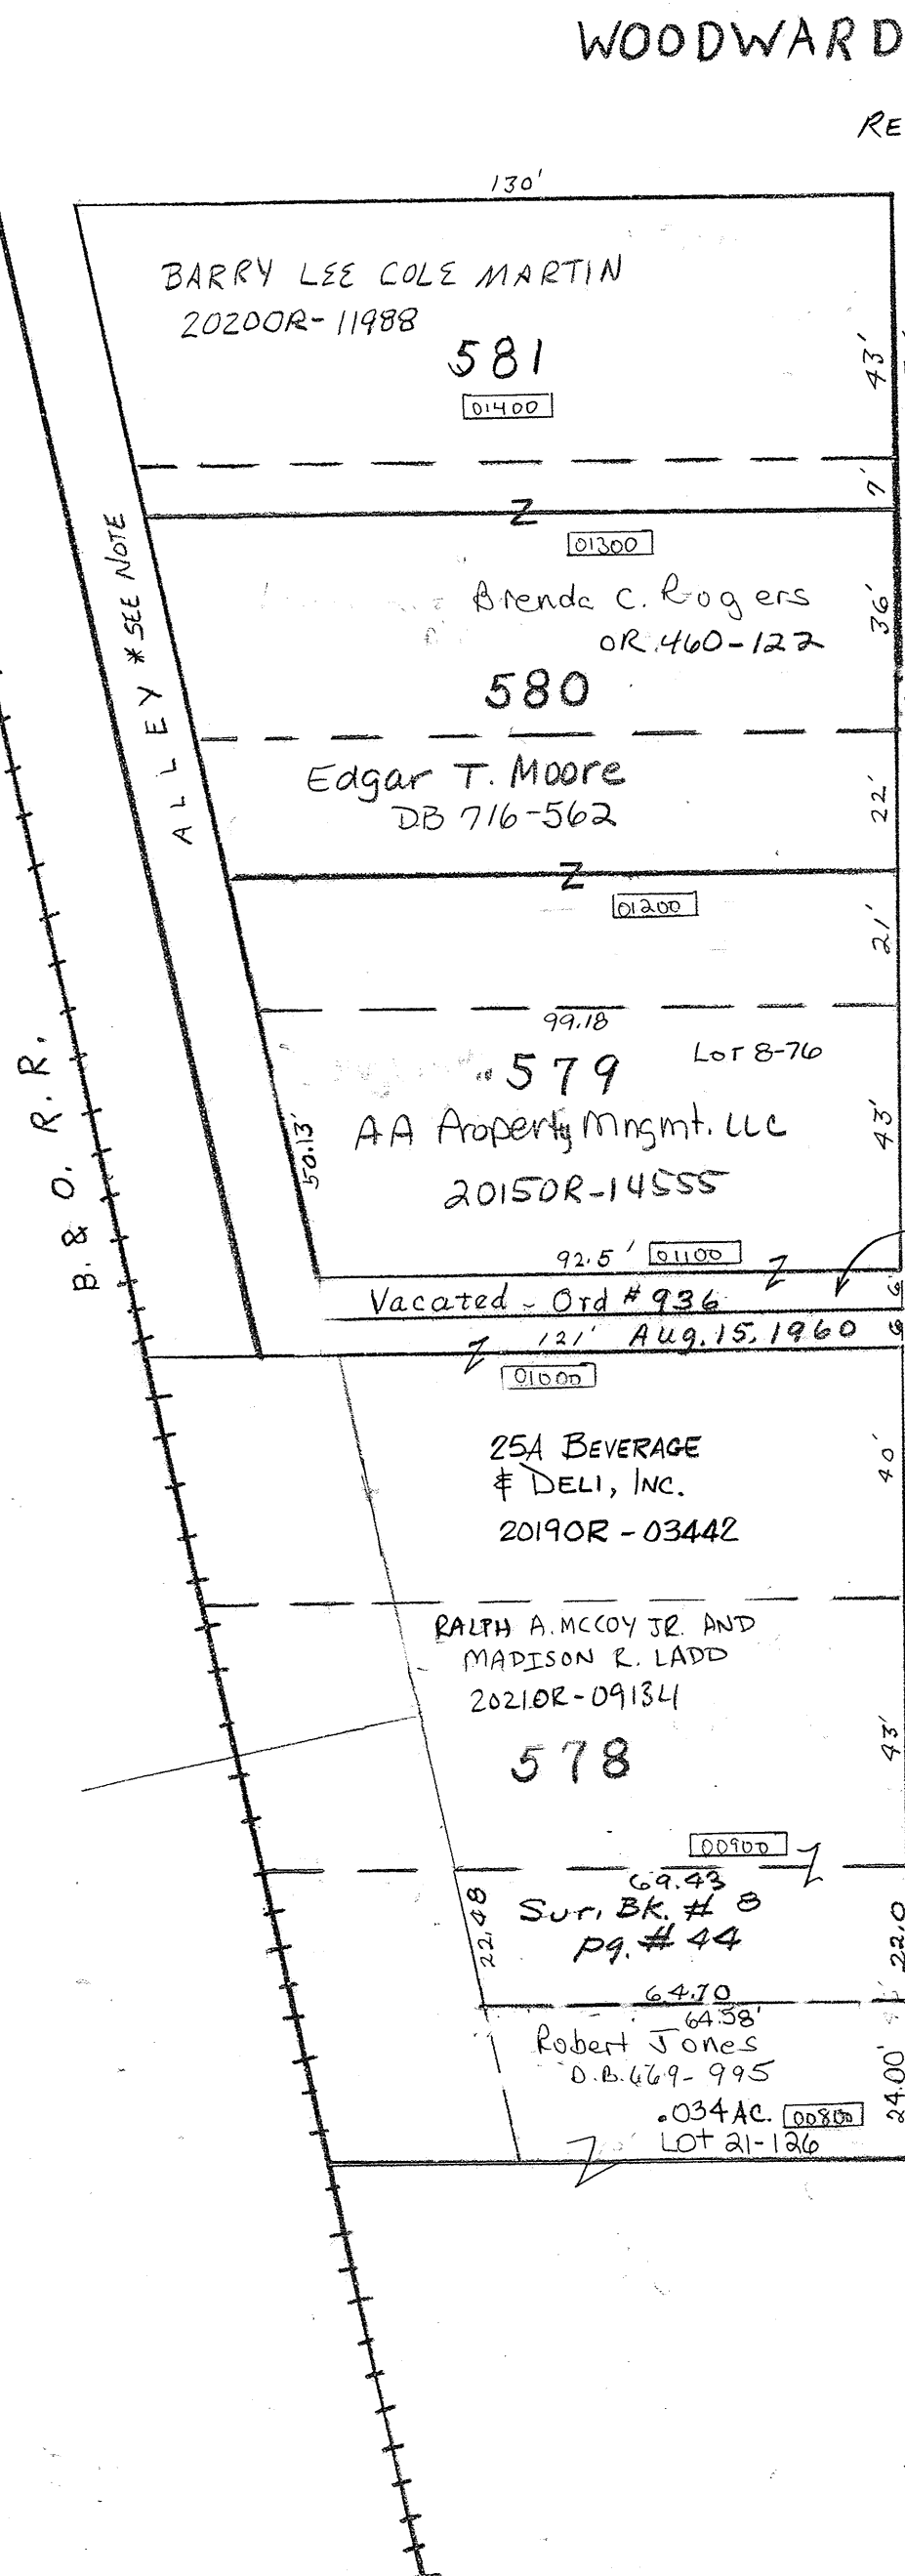 WOODWARD
RE
130'
BARRY LEE COLE MARTIN
2020OR-11988
581
01400
43'
7'
Z
01300
Brenda C. Rogers
OR.460-122
36'
580
ALLEY *SEE NOTE
Edgar T. Moore
DB 716-562
22'
Z
01200
21'
99.18
579
Lot 8-76
AA Property Mngmt. LLC
2015OR-14555
43'
50.13'
B. & O. R. R.
92.5' 01100
Z
Vacated - Ord # 936
6'
121' Aug. 15, 1960
6
Z
01000
25A BEVERAGE
& DELI, INC.
2019OR - 03442
40'
RALPH A. MCCOY JR. AND
MADISON R. LADD
2021OR-09134
578
43'
00900
Z
69.43
Sur. BK. # 8
pg. # 44
22.48
22.0
64.70
64.58'
Robert Jones
D.B.669-995
.034 AC. 00800
LOT 21-126
24.00'
Z